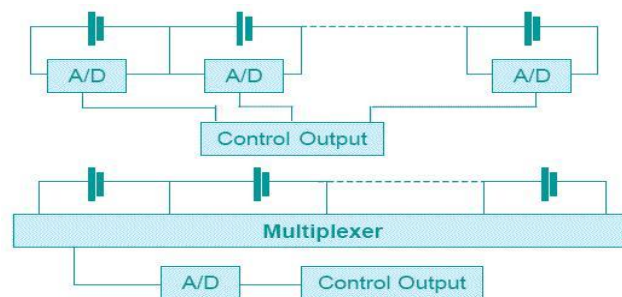 A/D A/D A/D
Control Output
Multiplexer
A/D Control Output